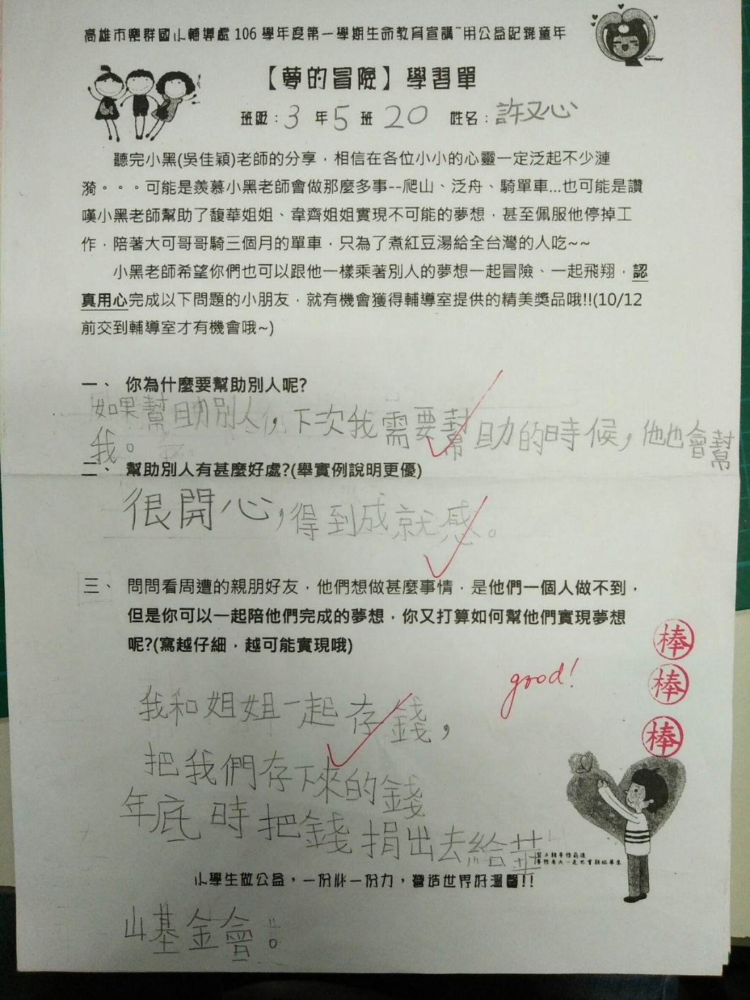 高雄市樂群國小輔導處106學年度第一學期生命教育宣講~用公益記錄童年
【夢的冒險】學習單
班級：3年5班 20 姓名：許又心
聽完小黑(吳佳穎)老師的分享，相信在各位小小的心靈一定泛起不少漣
漪。。。可能是羨慕小黑老師會做那麼多事--爬山、泛舟、騎單車...也可能是讚
嘆小黑老師幫助了馥華姐姐、韋齊姐姐實現不可能的夢想，甚至佩服他停掉工
作，陪著大可哥哥騎三個月的單車，只為了煮紅豆湯給全台灣的人吃~~
小黑老師希望你們也可以跟他一樣乘著別人的夢想一起冒險、一起飛翔，認
真用心完成以下問題的小朋友，就有機會獲得輔導室提供的精美獎品哦!!(10/12
前交到輔導室才有機會哦~)
一、 你為什麼要幫助別人呢?
如果幫助別人，下次我需要幫助的時候，他也會幫
我。
二、 幫助別人有甚麼好處?(舉實例說明更優)
很開心，得到成就感。
三、 問問看周遭的親朋好友，他們想做甚麼事情，是他們一個人做不到，
但是你可以一起陪他們完成的夢想，你又打算如何幫他們實現夢想
呢?(寫越仔細，越可能實現哦)
棒
good!
棒
我和姐姐一起存錢，
棒
把我們存下來的錢
年底時把錢捐出去給華
小學生做公益，一份心一份力，營造世界好溫馨!!
山基金會。